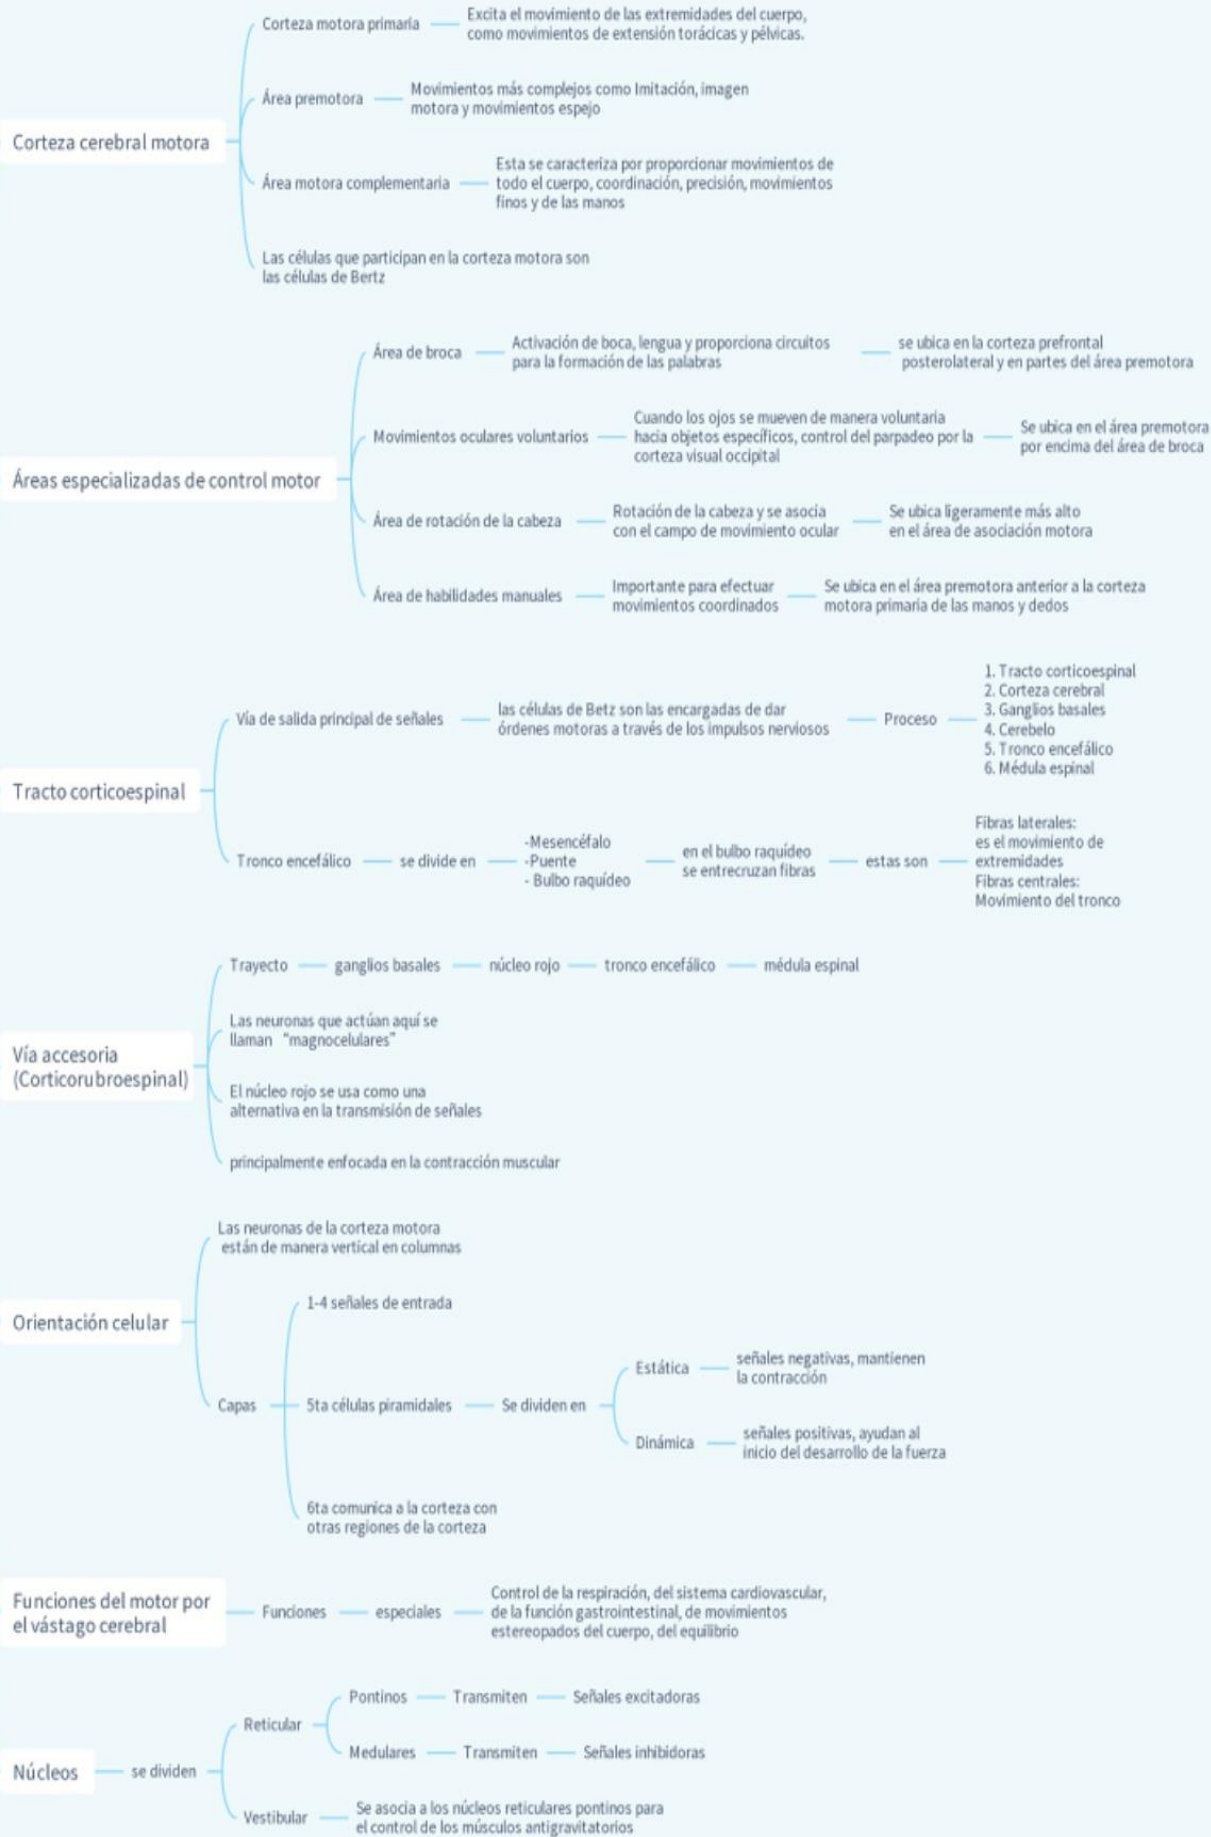 Corteza cerebral motora
Corteza motora primaria
Excita el movimiento de las extremidades del cuerpo,
como movimientos de extensión torácicas y pélvicas.
Área premotora
Movimientos más complejos como Imitación, imagen
motora y movimientos espejo
Área motora complementaria
Esta se caracteriza por proporcionar movimientos de
todo el cuerpo, coordinación, precisión, movimientos
finos y de las manos
Las células que participan en la corteza motora son
las células de Bertz
Áreas especializadas de control motor
Área de broca
Activación de boca, lengua y proporciona circuitos
para la formación de las palabras
se ubica en la corteza prefrontal
posterolateral y en partes del área premotora
Movimientos oculares voluntarios
Cuando los ojos se mueven de manera voluntaria
hacia objetos específicos, control del parpadeo por la
corteza visual occipital
Se ubica en el área premotora
por encima del área de broca
Área de rotación de la cabeza
Rotación de la cabeza y se asocia
con el campo de movimiento ocular
Se ubica ligeramente más alto
en el área de asociación motora
Área de habilidades manuales
Importante para efectuar
movimientos coordinados
Se ubica en el área premotora anterior a la corteza
motora primaria de las manos y dedos
Tracto corticoespinal
Vía de salida principal de señales
las células de Betz son las encargadas de dar
órdenes motoras a través de los impulsos nerviosos
Proceso
1. Tracto corticoespinal
2. Corteza cerebral
3. Ganglios basales
4. Cerebelo
5. Tronco encefálico
6. Médula espinal
Tronco encefálico
se divide en
-Mesencéfalo
-Puente
- Bulbo raquídeo
en el bulbo raquídeo
se entrecruzan fibras
estas son
Fibras laterales:
es el movimiento de
extremidades
Fibras centrales:
Movimiento del tronco
Vía accesoria
(Corticorubroespinal)
Trayecto
ganglios basales
núcleo rojo
tronco encefálico
médula espinal
Las neuronas que actúan aquí se
llaman "magnocelulares"
El núcleo rojo se usa como una
alternativa en la transmisión de señales
principalmente enfocada en la contracción muscular
Orientación celular
Las neuronas de la corteza motora
están de manera vertical en columnas
Capas
1-4 señales de entrada
5ta células piramidales
Se dividen en
Estática
señales negativas, mantienen
la contracción
Dinámica
señales positivas, ayudan al
inicio del desarrollo de la fuerza
6ta comunica a la corteza con
otras regiones de la corteza
Funciones del motor por
el vástago cerebral
Funciones
especiales
Control de la respiración, del sistema cardiovascular,
de la función gastrointestinal, de movimientos
estereopados del cuerpo, del equilibrio
Núcleos
se dividen
Reticular
Pontinos
Transmiten
Señales excitadoras
Medulares
Transmiten
Señales inhibidoras
Vestibular
Se asocia a los núcleos reticulares pontinos para
el control de los músculos antigravitatorios